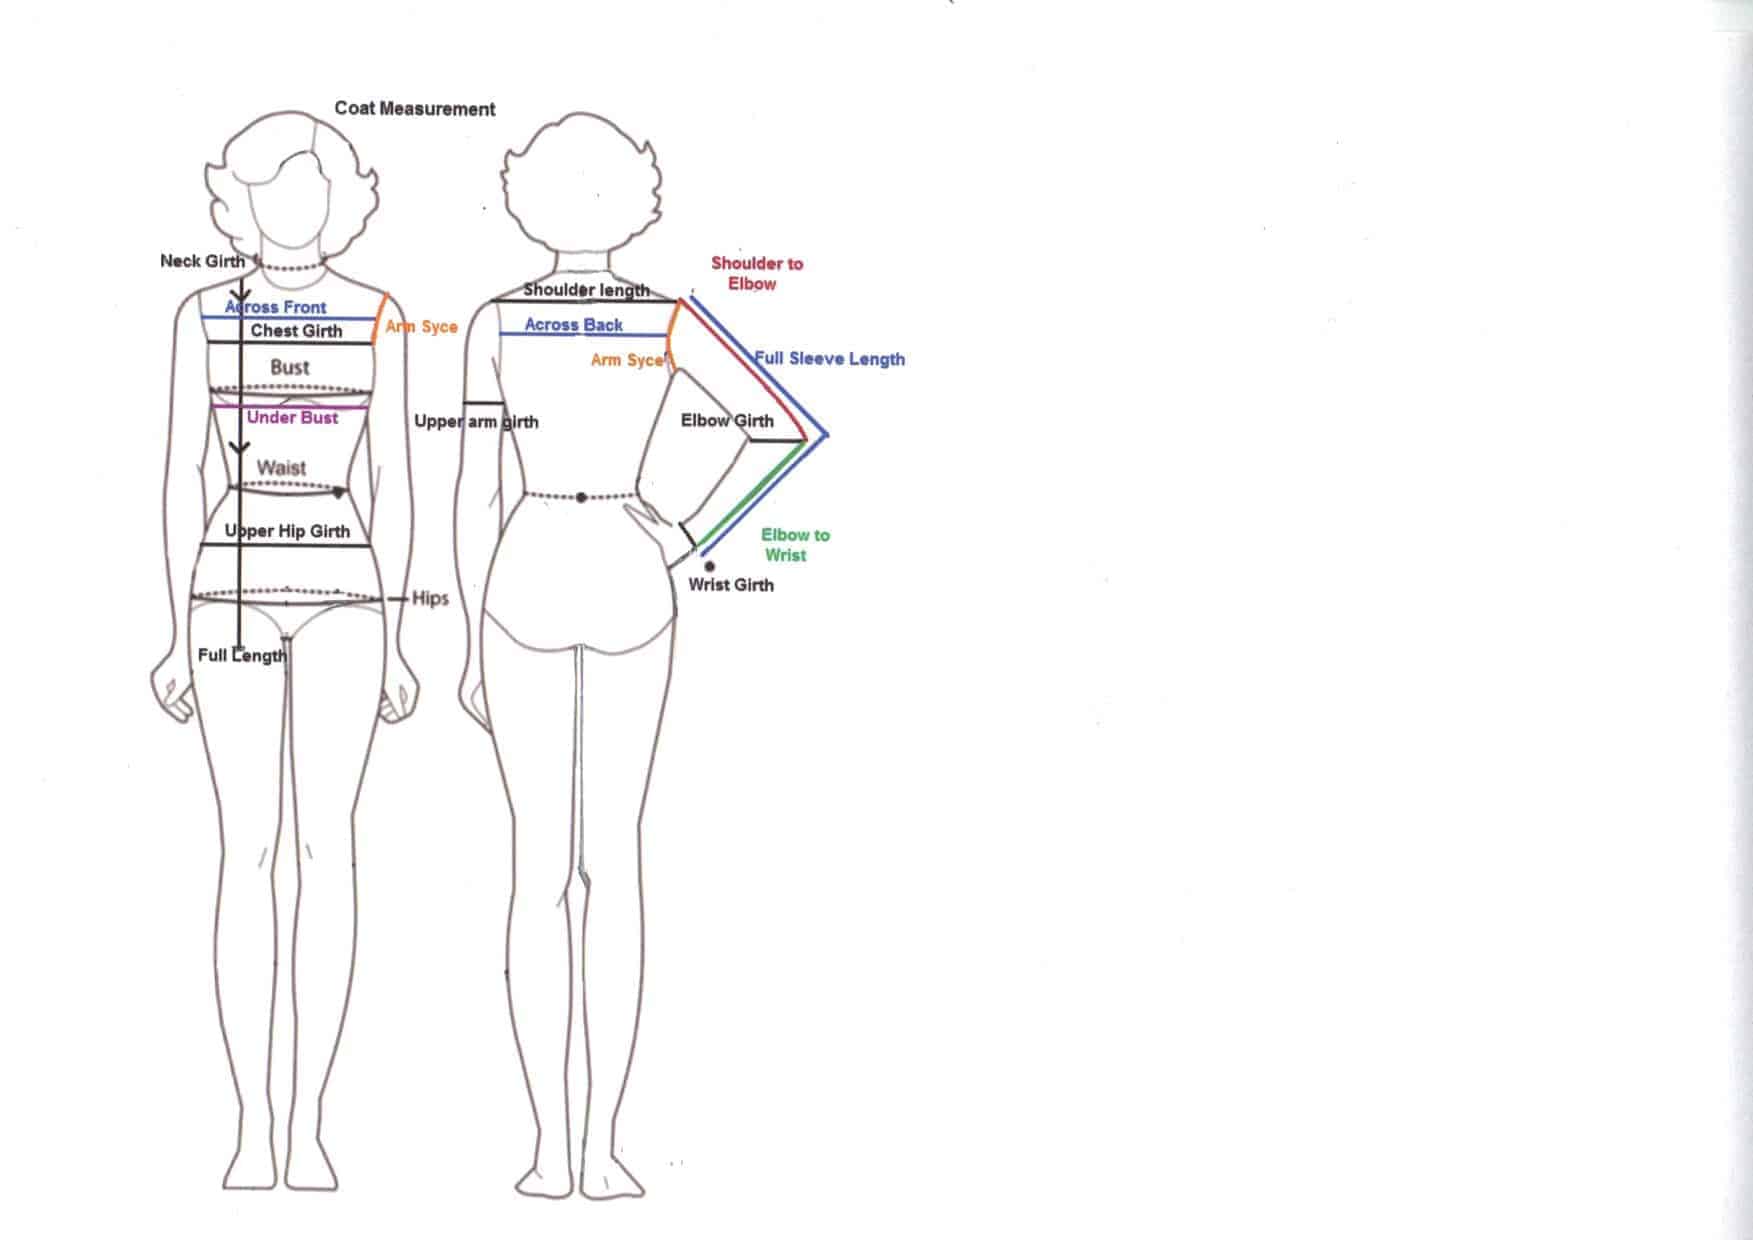 Coat Measurement
Neck Girth
Across Front
Chest Girth
Arm Syce
Bust
Under Bust
Waist
Upper Hip Girth
Hips
Full Length
Shoulder length
Across Back
Arm Syce
Upper arm girth
Shoulder to
Elbow
Full Sleeve Length
Elbow Girth
Elbow to
Wrist
Wrist Girth